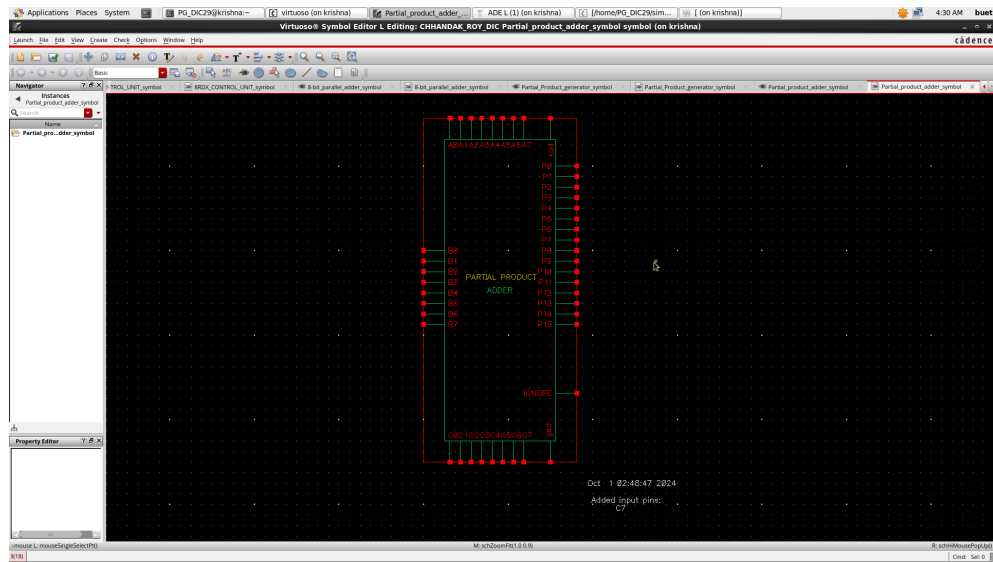 Applications Places System PG_DIC29@krishna:~ virtuoso (on krishna) Partial_product_adder_... ADE L (1) (on krishna) [/home/PG_DIC29/sim... [ (on krishna)] 4:30 AM buet
Virtuoso® Symbol Editor L Editing: CHHANDAK_ROY_DIC Partial_product_adder_symbol symbol (on krishna)
Launch File Edit View Create Check Options Window Help cādence
Basic
Navigator ? TROL_UNIT_symbol 8RDX_CONTROL_UNIT_symbol 8-bit_parallel_adder_symbol 8-bit_parallel_adder_symbol Partial_Product_generator_symbol Partial_Product_generator_symbol Partial_product_adder_symbol Partial_product_adder_symbol
Instances
Partial_product_adder_symbol
Search
Name
Partial_pro...dder_symbol
A0A1A2A3A4A5A6A7
P0
P1
P2
P3
P4
P5
P6
P7
B0 P8
B1 P9
B2 P10
PARTIAL PRODUCT
B3 P11
ADDER
B4 P12
B5 P13
B6 P14
B7 P15
IGNORE
C0C1C2C3C4C5C6C7
Property Editor ?
Oct 1 02:48:47 2024
Added input pins:
C7
mouse L: mouseSingleSelectPt() M: schZoomFit(1.0 0.9) R: schHiMousePopUp()
3(18) Cmd: Sel: 0